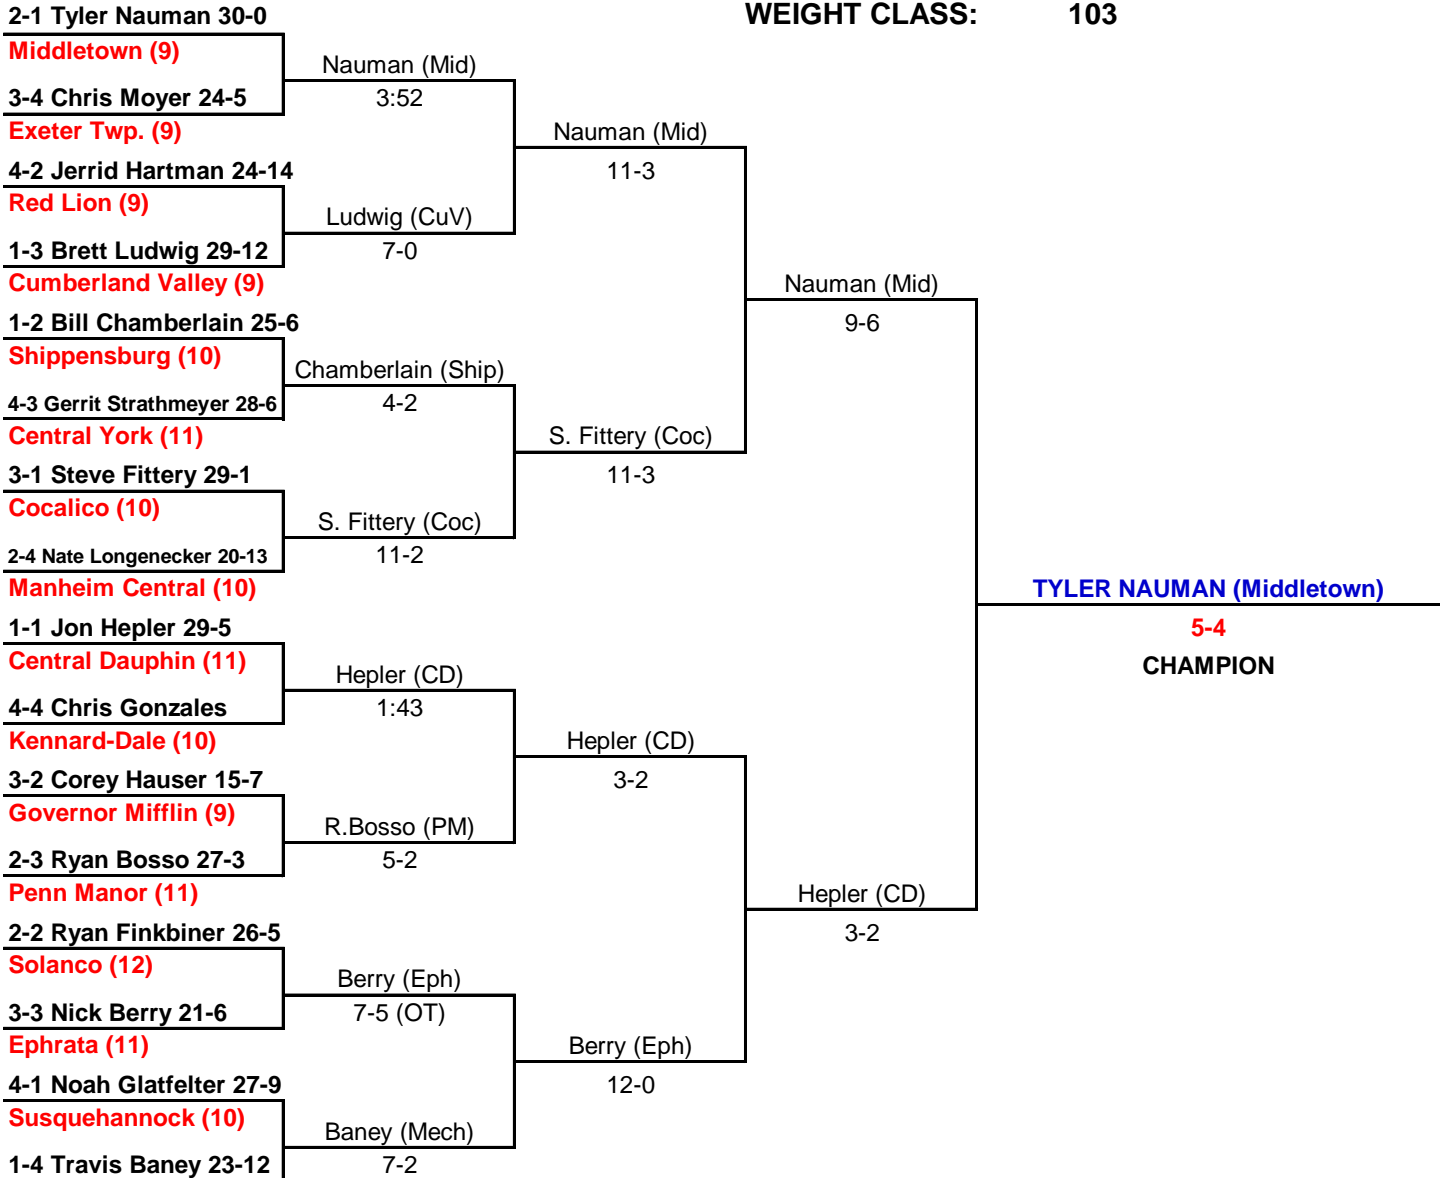 2-1 Tyler Nauman 30-0
WEIGHT CLASS: 103
Middletown (9)
Nauman (Mid)
3-4 Chris Moyer 24-5
3:52
Exeter Twp. (9)
Nauman (Mid)
4-2 Jerrid Hartman 24-14
11-3
Red Lion (9)
Ludwig (CuV)
1-3 Brett Ludwig 29-12
7-0
Cumberland Valley (9)
Nauman (Mid)
1-2 Bill Chamberlain 25-6
9-6
Shippensburg (10)
Chamberlain (Ship)
4-3 Gerrit Strathmeyer 28-6
4-2
Central York (11)
S. Fittery (Coc)
3-1 Steve Fittery 29-1
11-3
Cocalico (10)
S. Fittery (Coc)
2-4 Nate Longenecker 20-13
11-2
Manheim Central (10)
TYLER NAUMAN (Middletown)
1-1 Jon Hepler 29-5
5-4
Central Dauphin (11)
CHAMPION
Hepler (CD)
4-4 Chris Gonzales
1:43
Kennard-Dale (10)
Hepler (CD)
3-2 Corey Hauser 15-7
3-2
Governor Mifflin (9)
R.Bosso (PM)
2-3 Ryan Bosso 27-3
5-2
Penn Manor (11)
Hepler (CD)
2-2 Ryan Finkbiner 26-5
3-2
Solanco (12)
Berry (Eph)
3-3 Nick Berry 21-6
7-5 (OT)
Ephrata (11)
Berry (Eph)
4-1 Noah Glatfelter 27-9
12-0
Susquehannock (10)
Baney (Mech)
1-4 Travis Baney 23-12
7-2